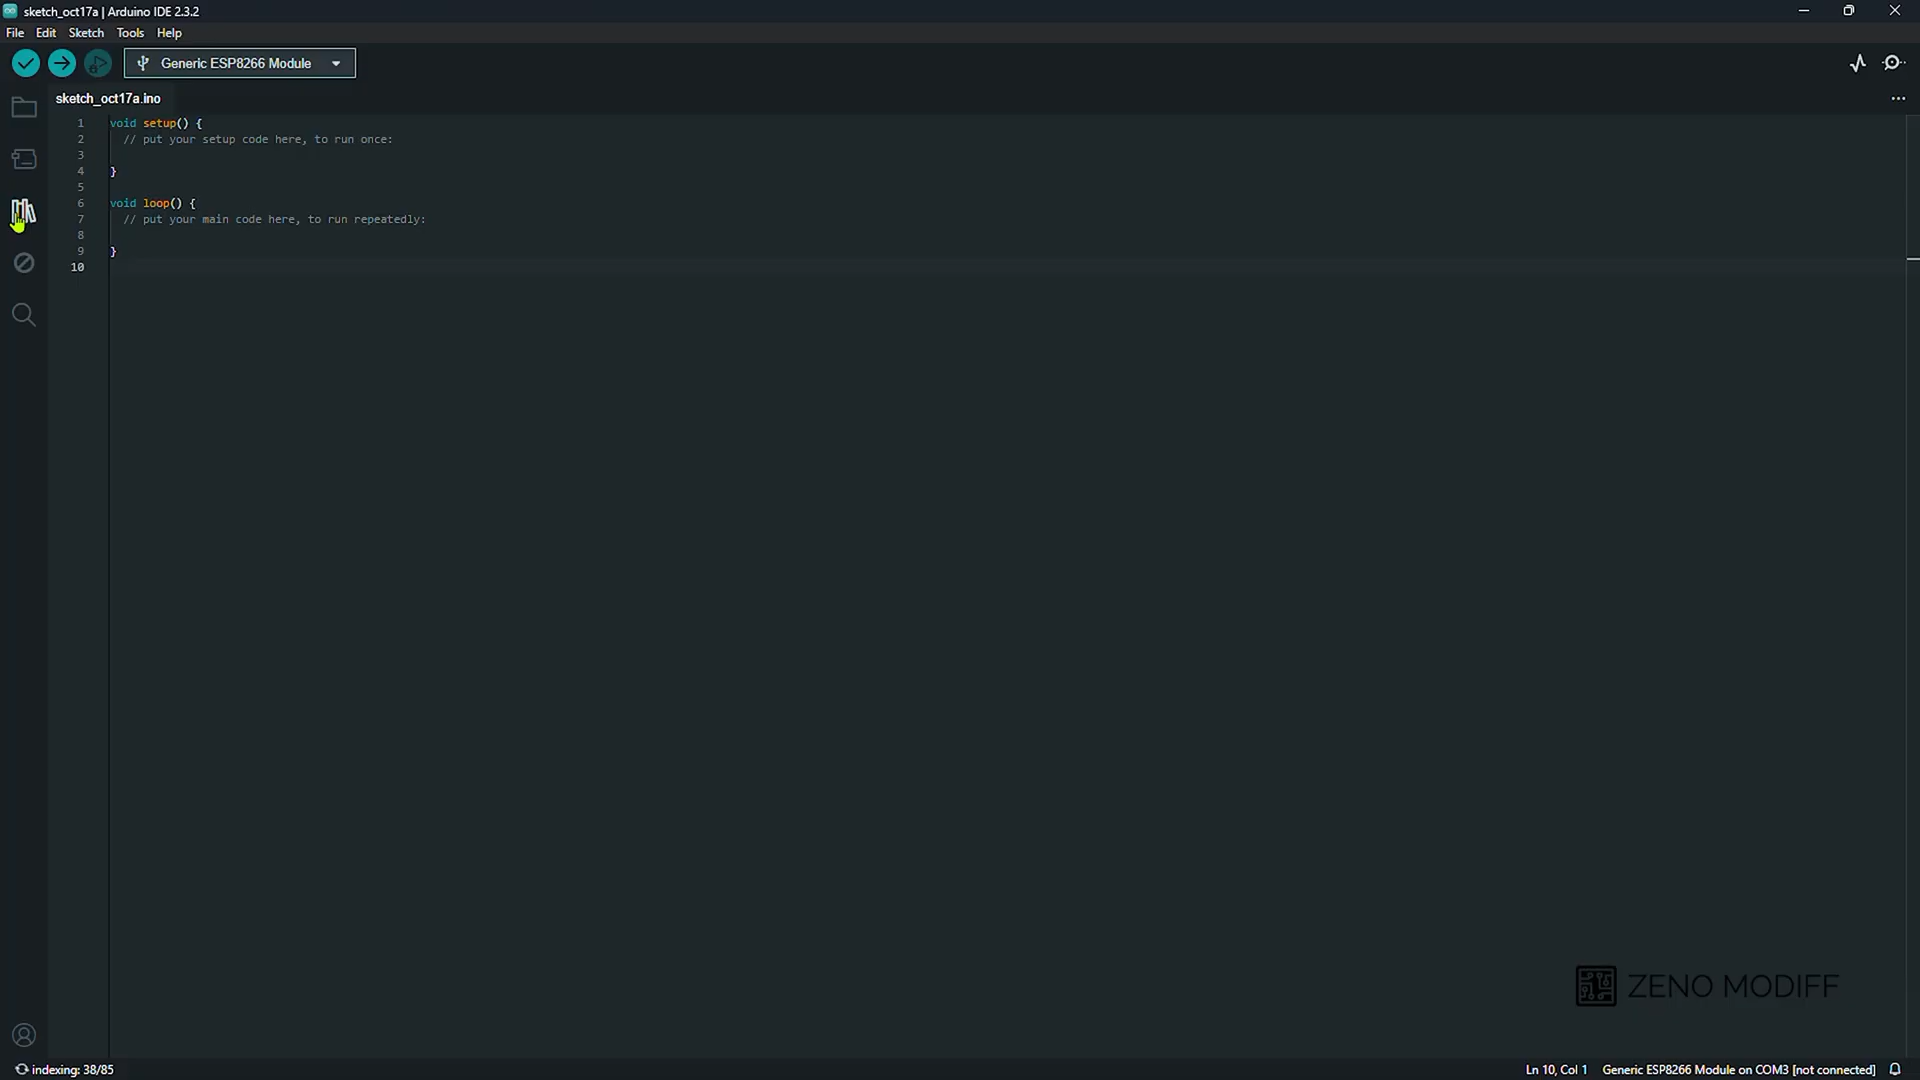 sketch_oct17a | Arduino IDE 2.3.2
File Edit Sketch Tools Help
Generic ESP8266 Module
sketch_oct17a.ino
1 void setup() {
2 // put your setup code here, to run once:
3
4 }
5
6 void loop() {
7 // put your main code here, to run repeatedly:
8
9 }
10
ZENO MODIFF
indexing: 38/85 Ln 10, Col 1 Generic ESP8266 Module on COM3 [not connected]